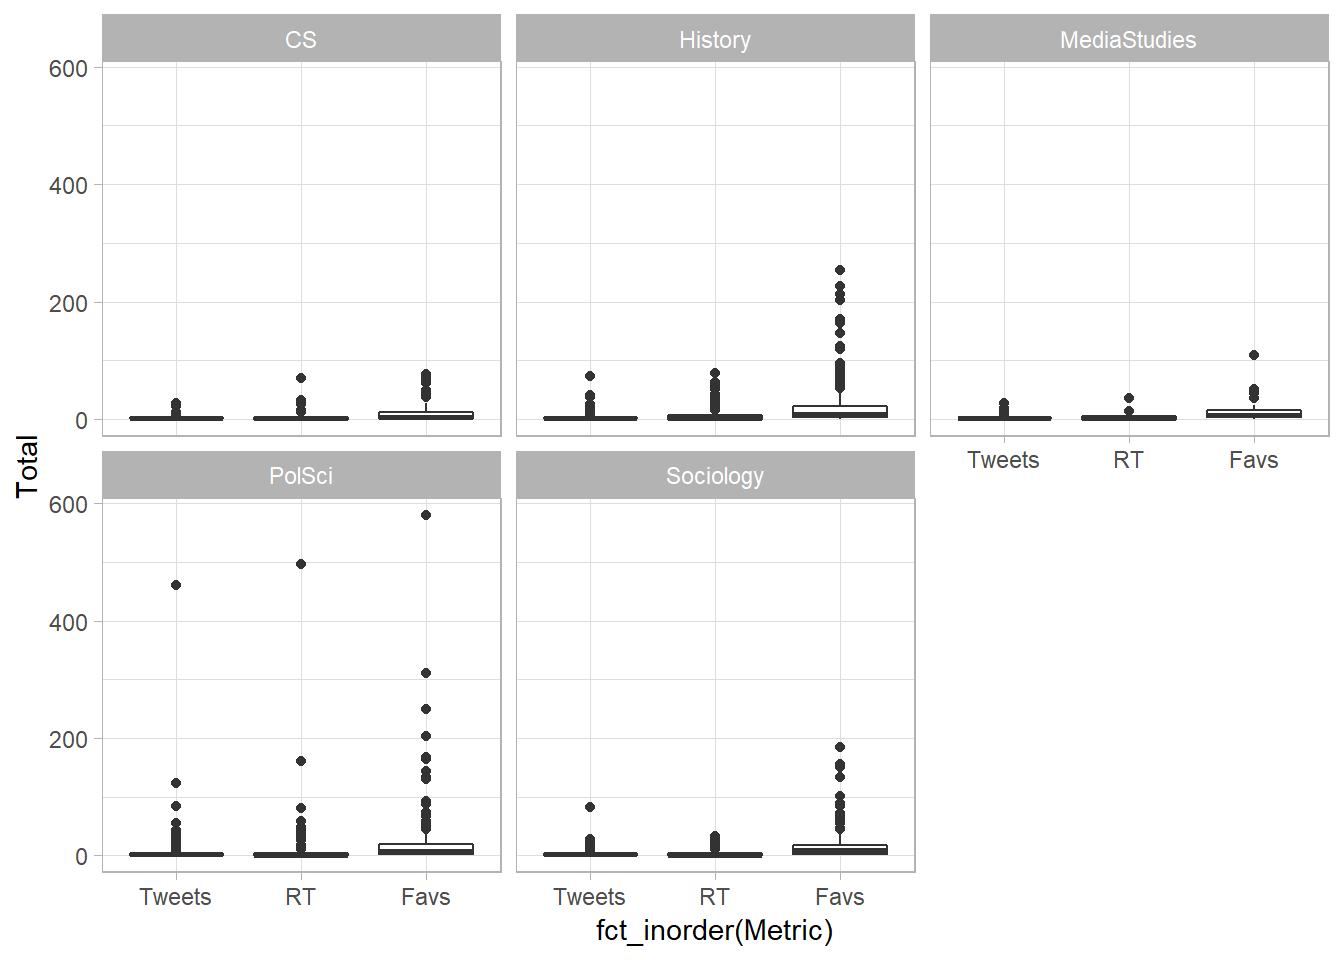 CS
History
MediaStudies
600
400
200
0
Tweets RT Favs
PolSci
Sociology
600
400
200
0
Tweets RT Favs
Tweets RT Favs
Total
fct_inorder(Metric)